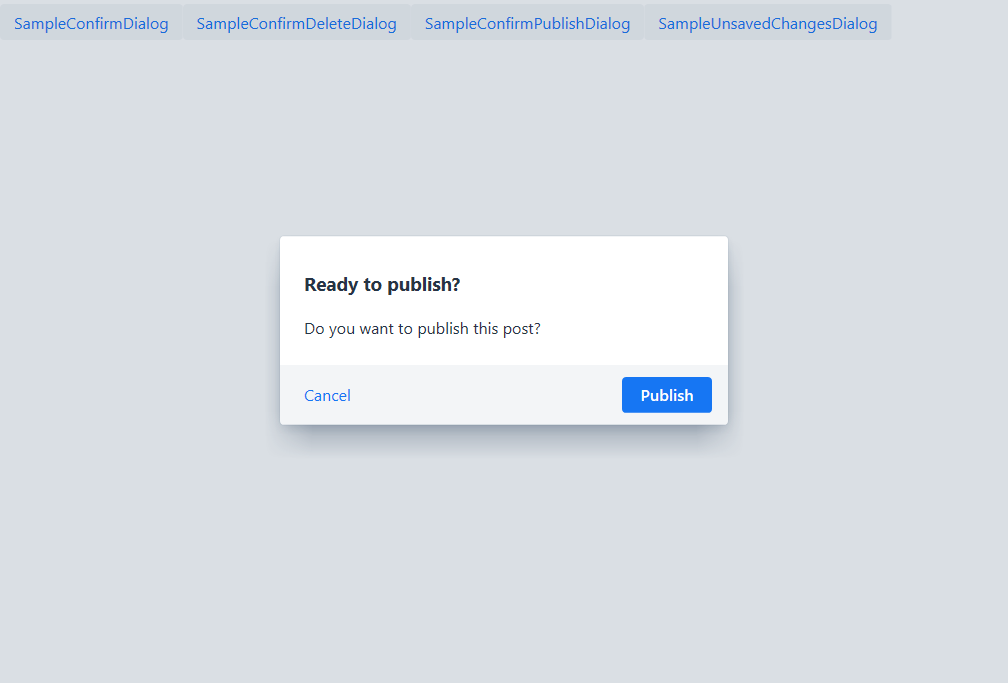 SampleConfirmDialog SampleConfirmDeleteDialog SampleConfirmPublishDialog SampleUnsavedChangesDialog
Ready to publish?
Do you want to publish this post?
Cancel Publish